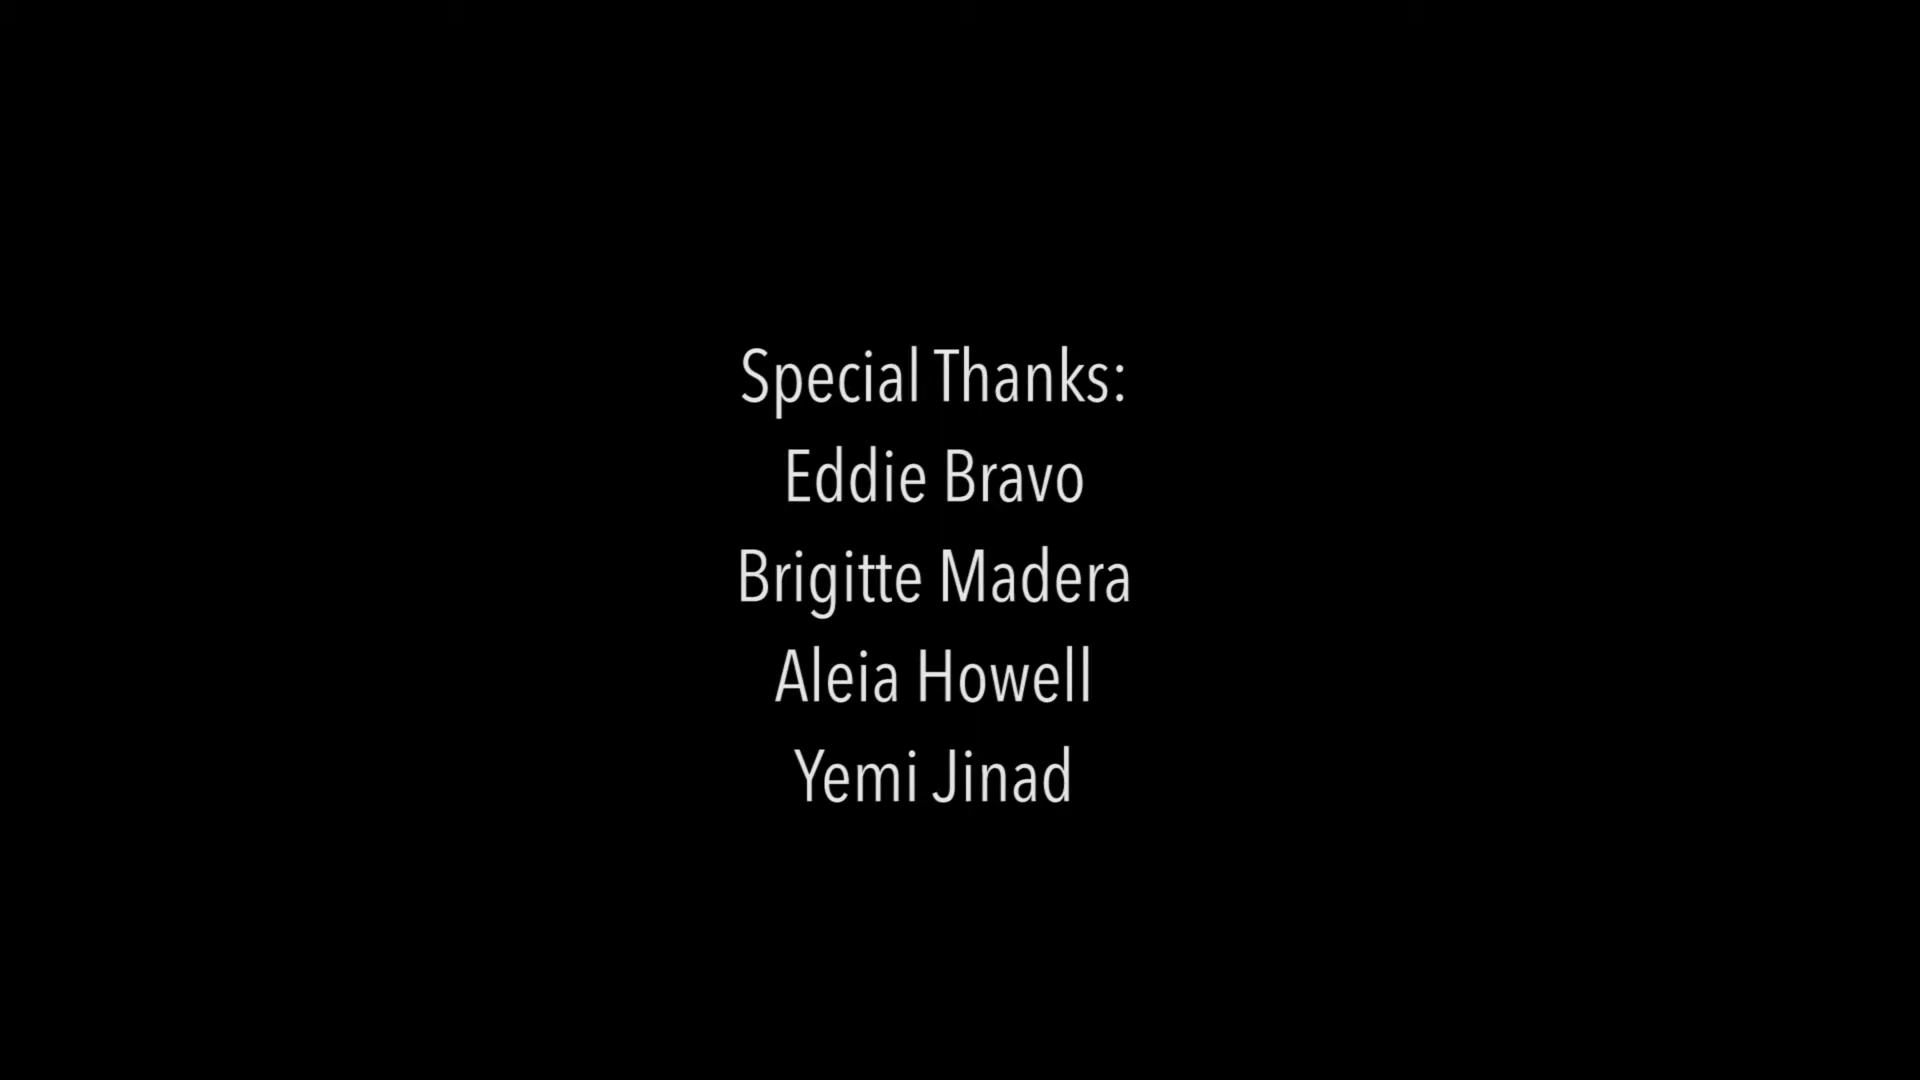 Special Thanks:
Eddie Bravo
Brigitte Madera
Aleia Howell
Yemi Jinad